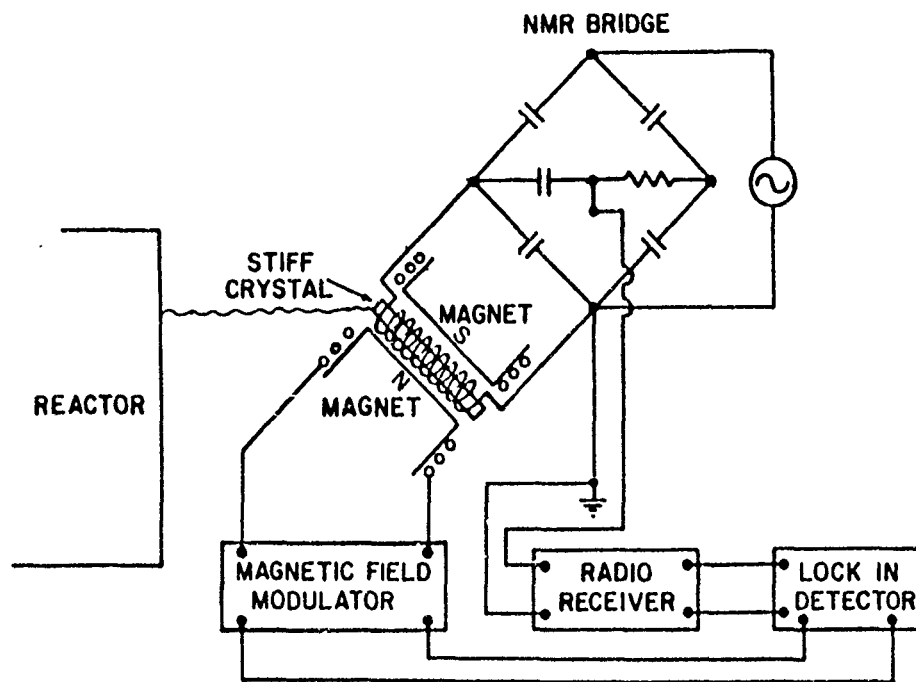 NMR BRIDGE
STIFF
CRYSTAL
MAGNET
S
N
MAGNET
REACTOR
MAGNETIC FIELD
MODULATOR
RADIO
RECEIVER
LOCK IN
DETECTOR